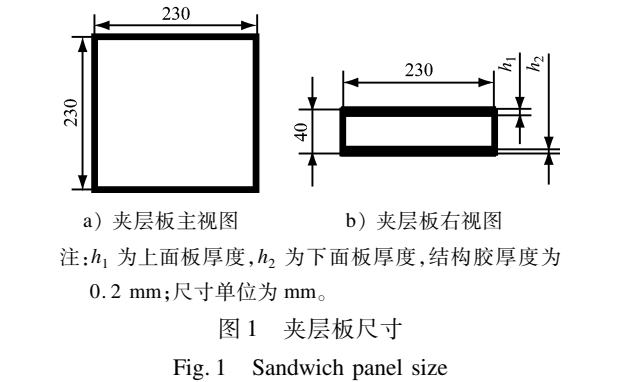 230
230
a) 夹层板主视图
230
40
h₁
h₂
b) 夹层板右视图
注:h₁ 为上面板厚度,h₂ 为下面板厚度,结构胶厚度为
0.2 mm;尺寸单位为 mm。
图 1 夹层板尺寸
Fig. 1 Sandwich panel size